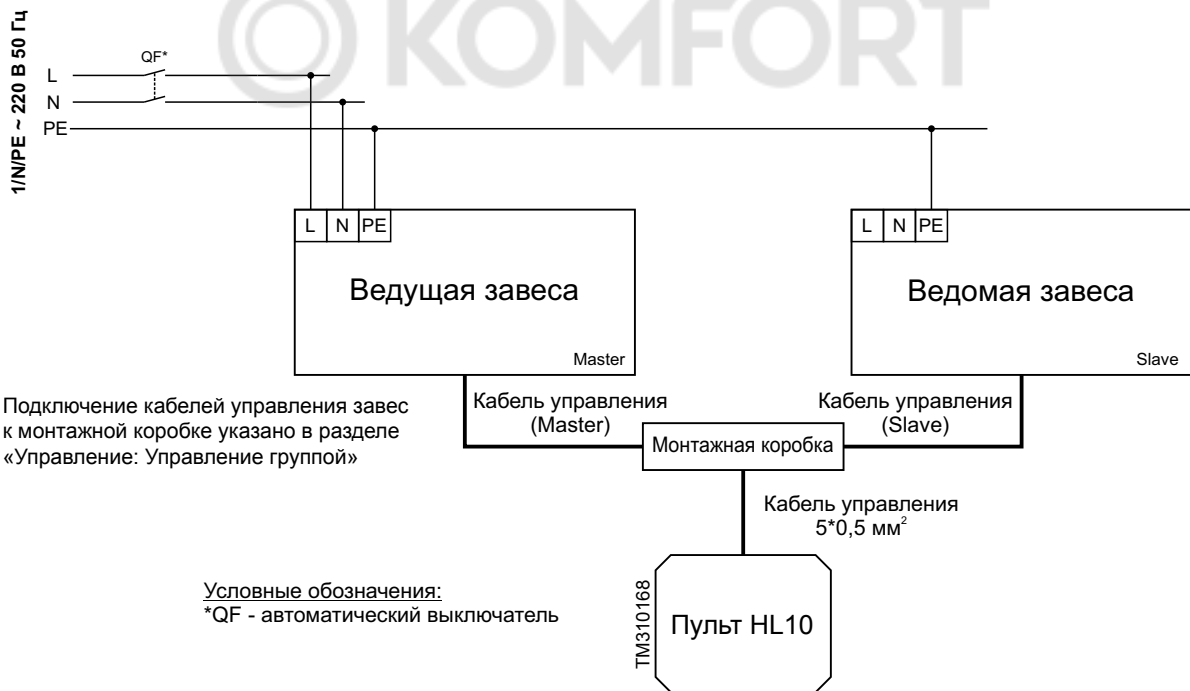 KOMFORT
1/N/PE ~ 220 В 50 Гц
QF*
L
N
PE
L N PE
Ведущая завеса
Master
L N PE
Ведомая завеса
Slave
Подключение кабелей управления завес
к монтажной коробке указано в разделе
«Управление: Управление группой»
Кабель управления
(Master)
Кабель управления
(Slave)
Монтажная коробка
Кабель управления
5*0,5 мм²
Условные обозначения:
*QF - автоматический выключатель
TM310168
Пульт HL10